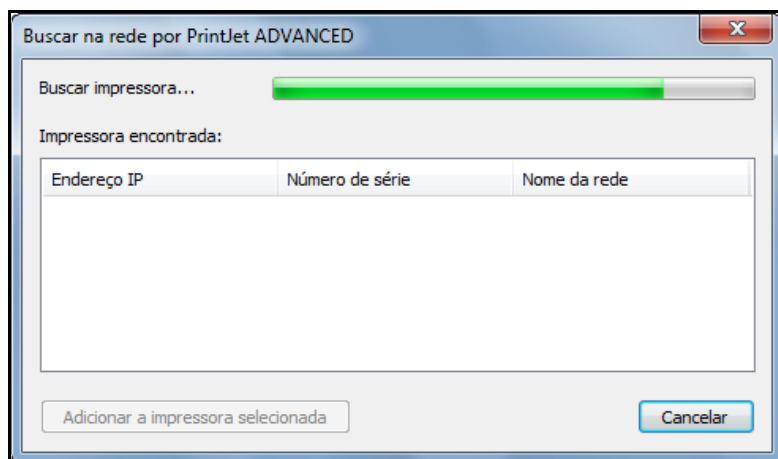 Buscar na rede por PrintJet ADVANCED
Buscar impressora...
Impressora encontrada:
Endereço IP Número de série Nome da rede
Adicionar a impressora selecionada Cancelar